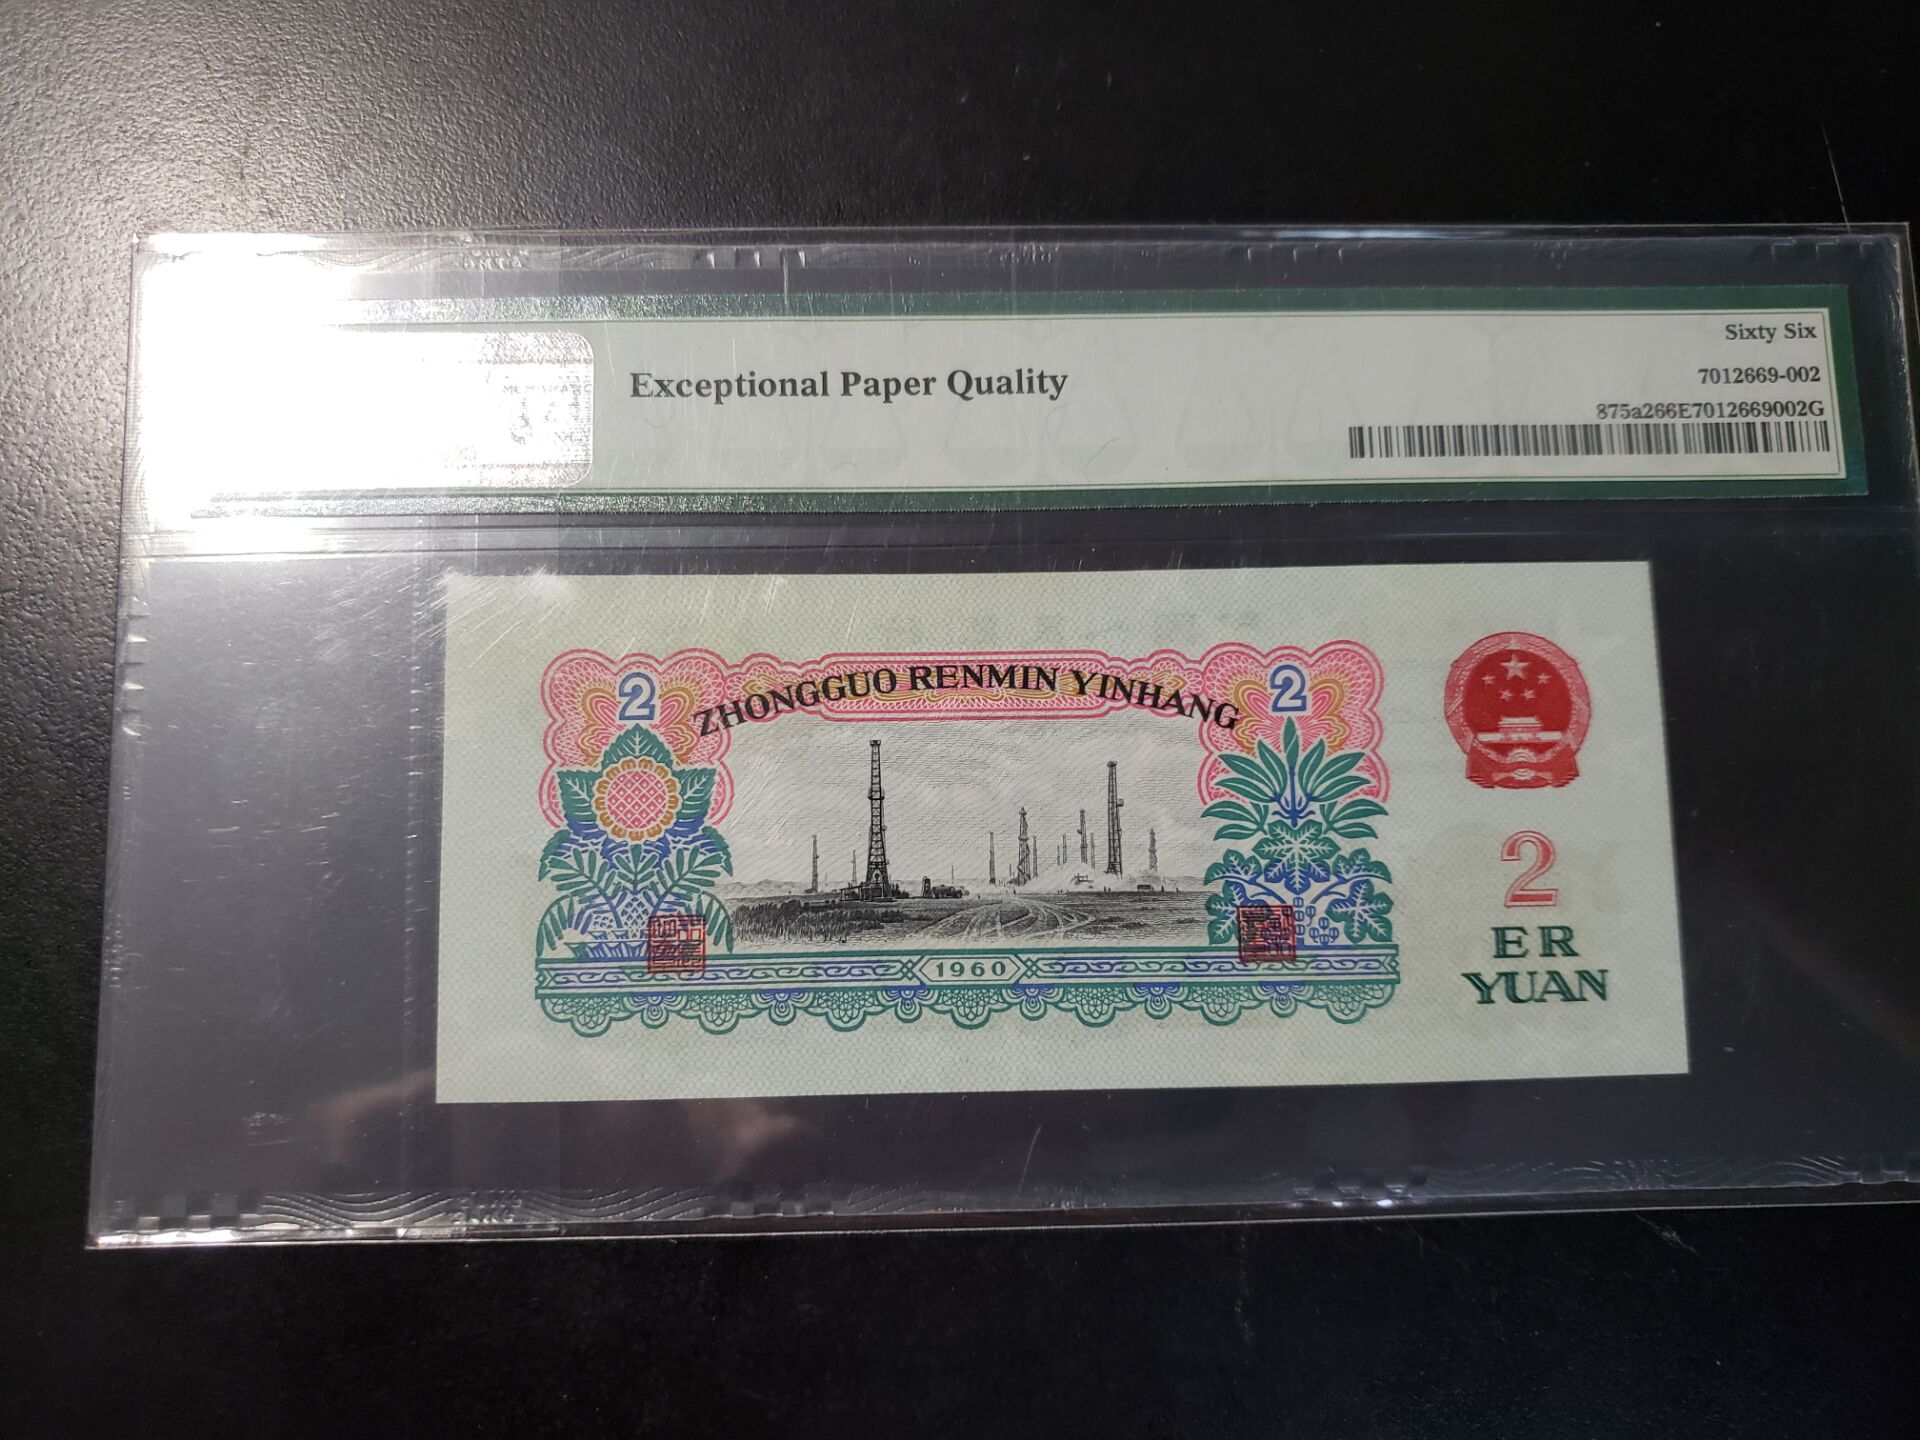 Sixty Six
Exceptional Paper Quality
7012669-002
875a266E7012669002G
ZHONGGUO RENMIN YINHANG
2
2
2
ER
YUAN
1960